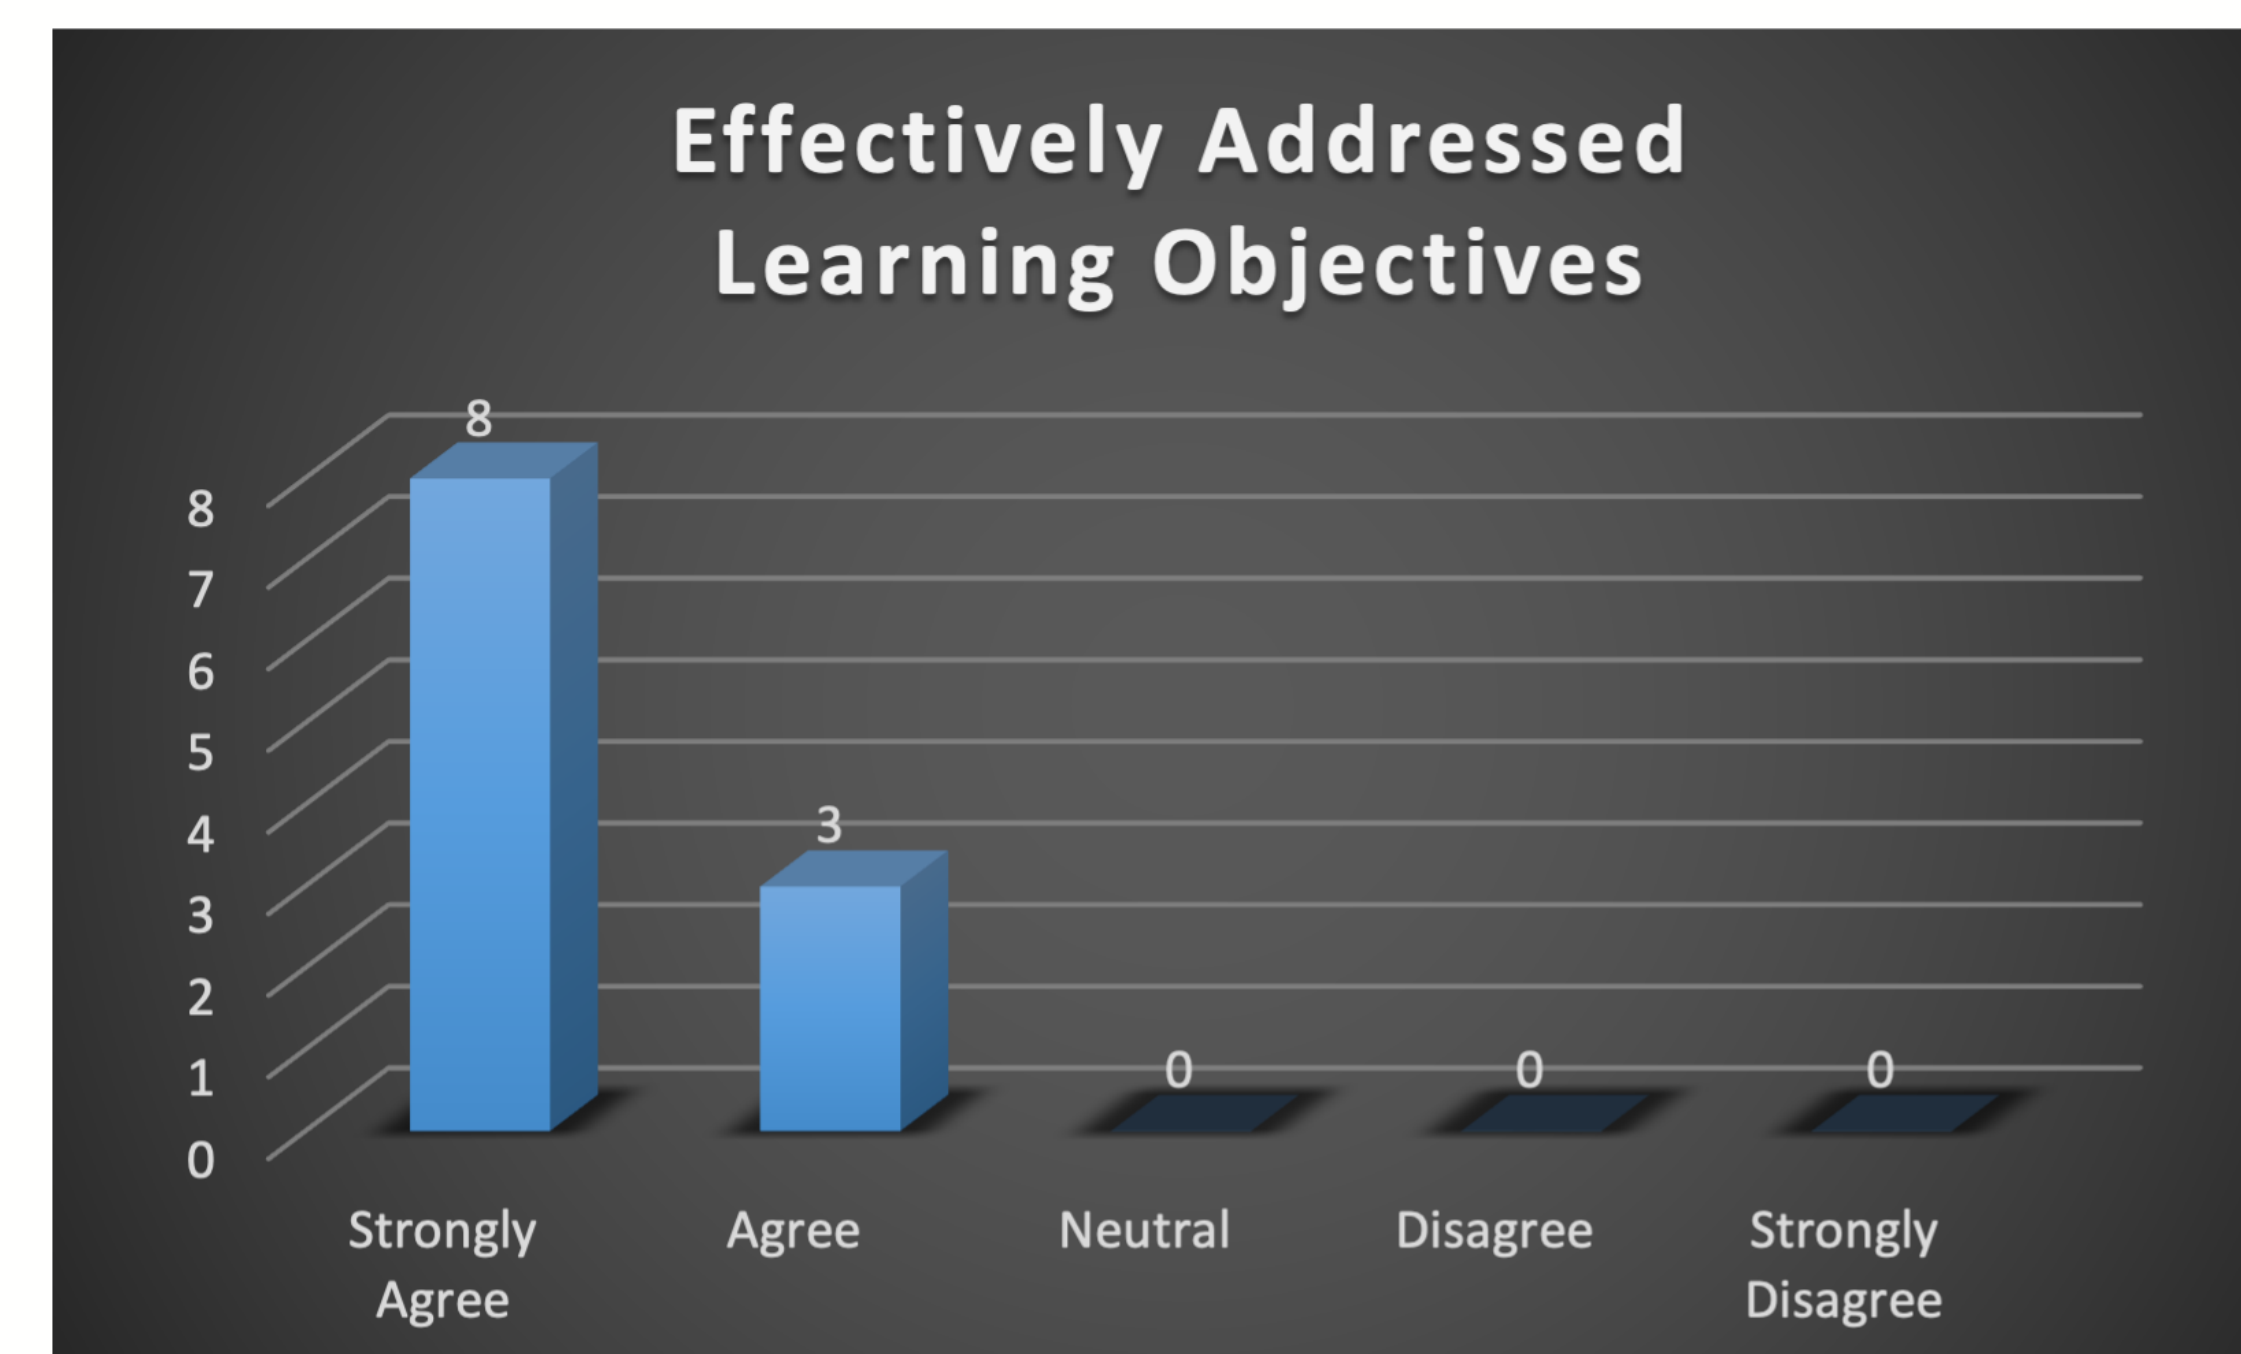 Effectively Addressed
Learning Objectives
8
8
7
6
5
4
3
3
2
1
0
0
0
0
Strongly
Agree
Agree
Neutral
Disagree
Strongly
Disagree